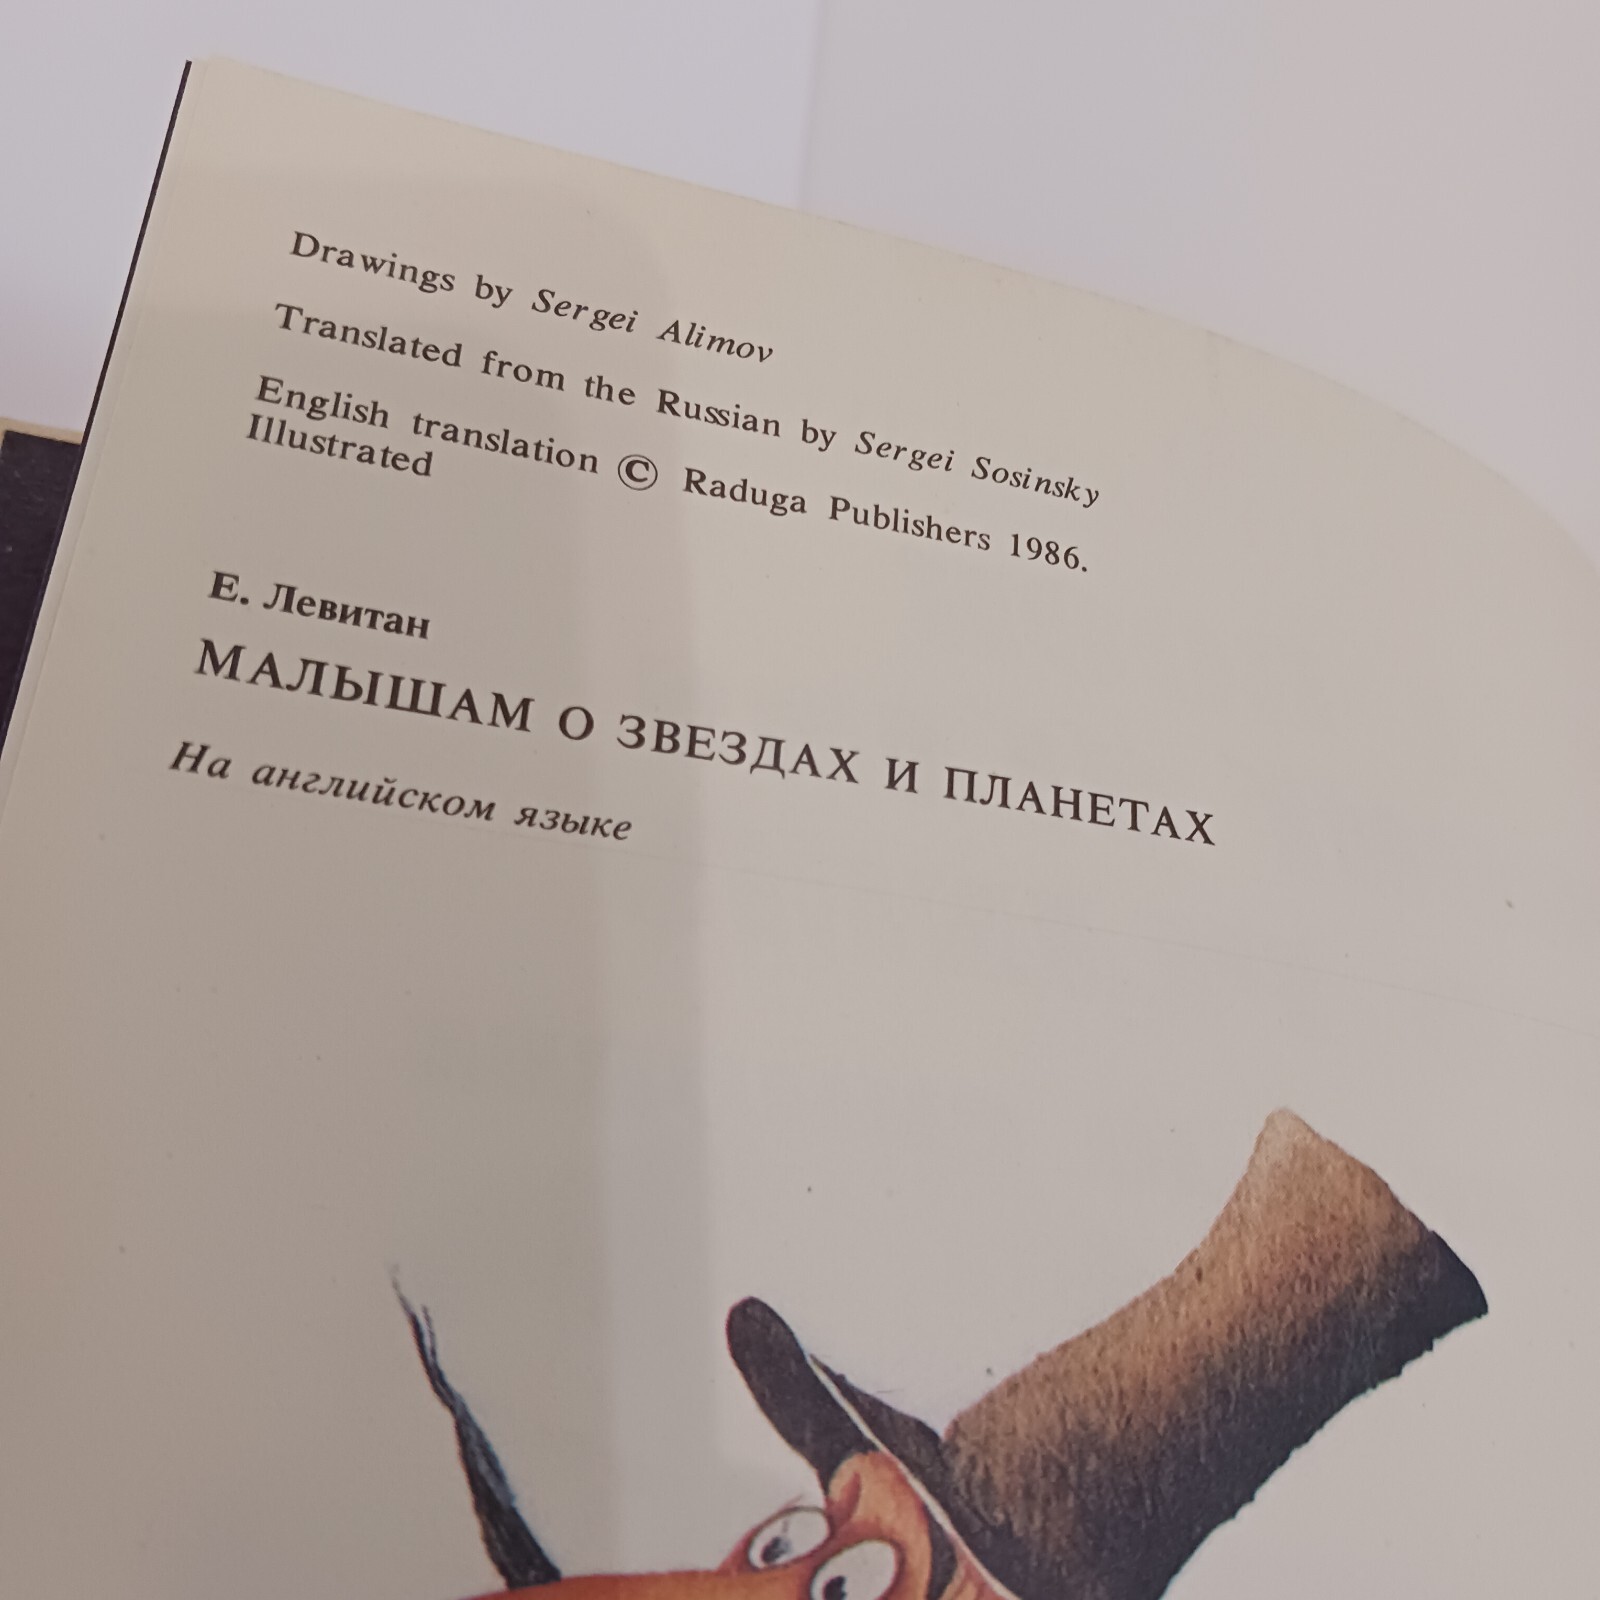 Drawings by Sergei Alimov
Translated from the Russian by Sergei Sosinsky
English translation © Raduga Publishers 1986.
Illustrated
Е. Левитан
МАЛЫШАМ О ЗВЕЗДАХ И ПЛАНЕТАХ
На английском языке